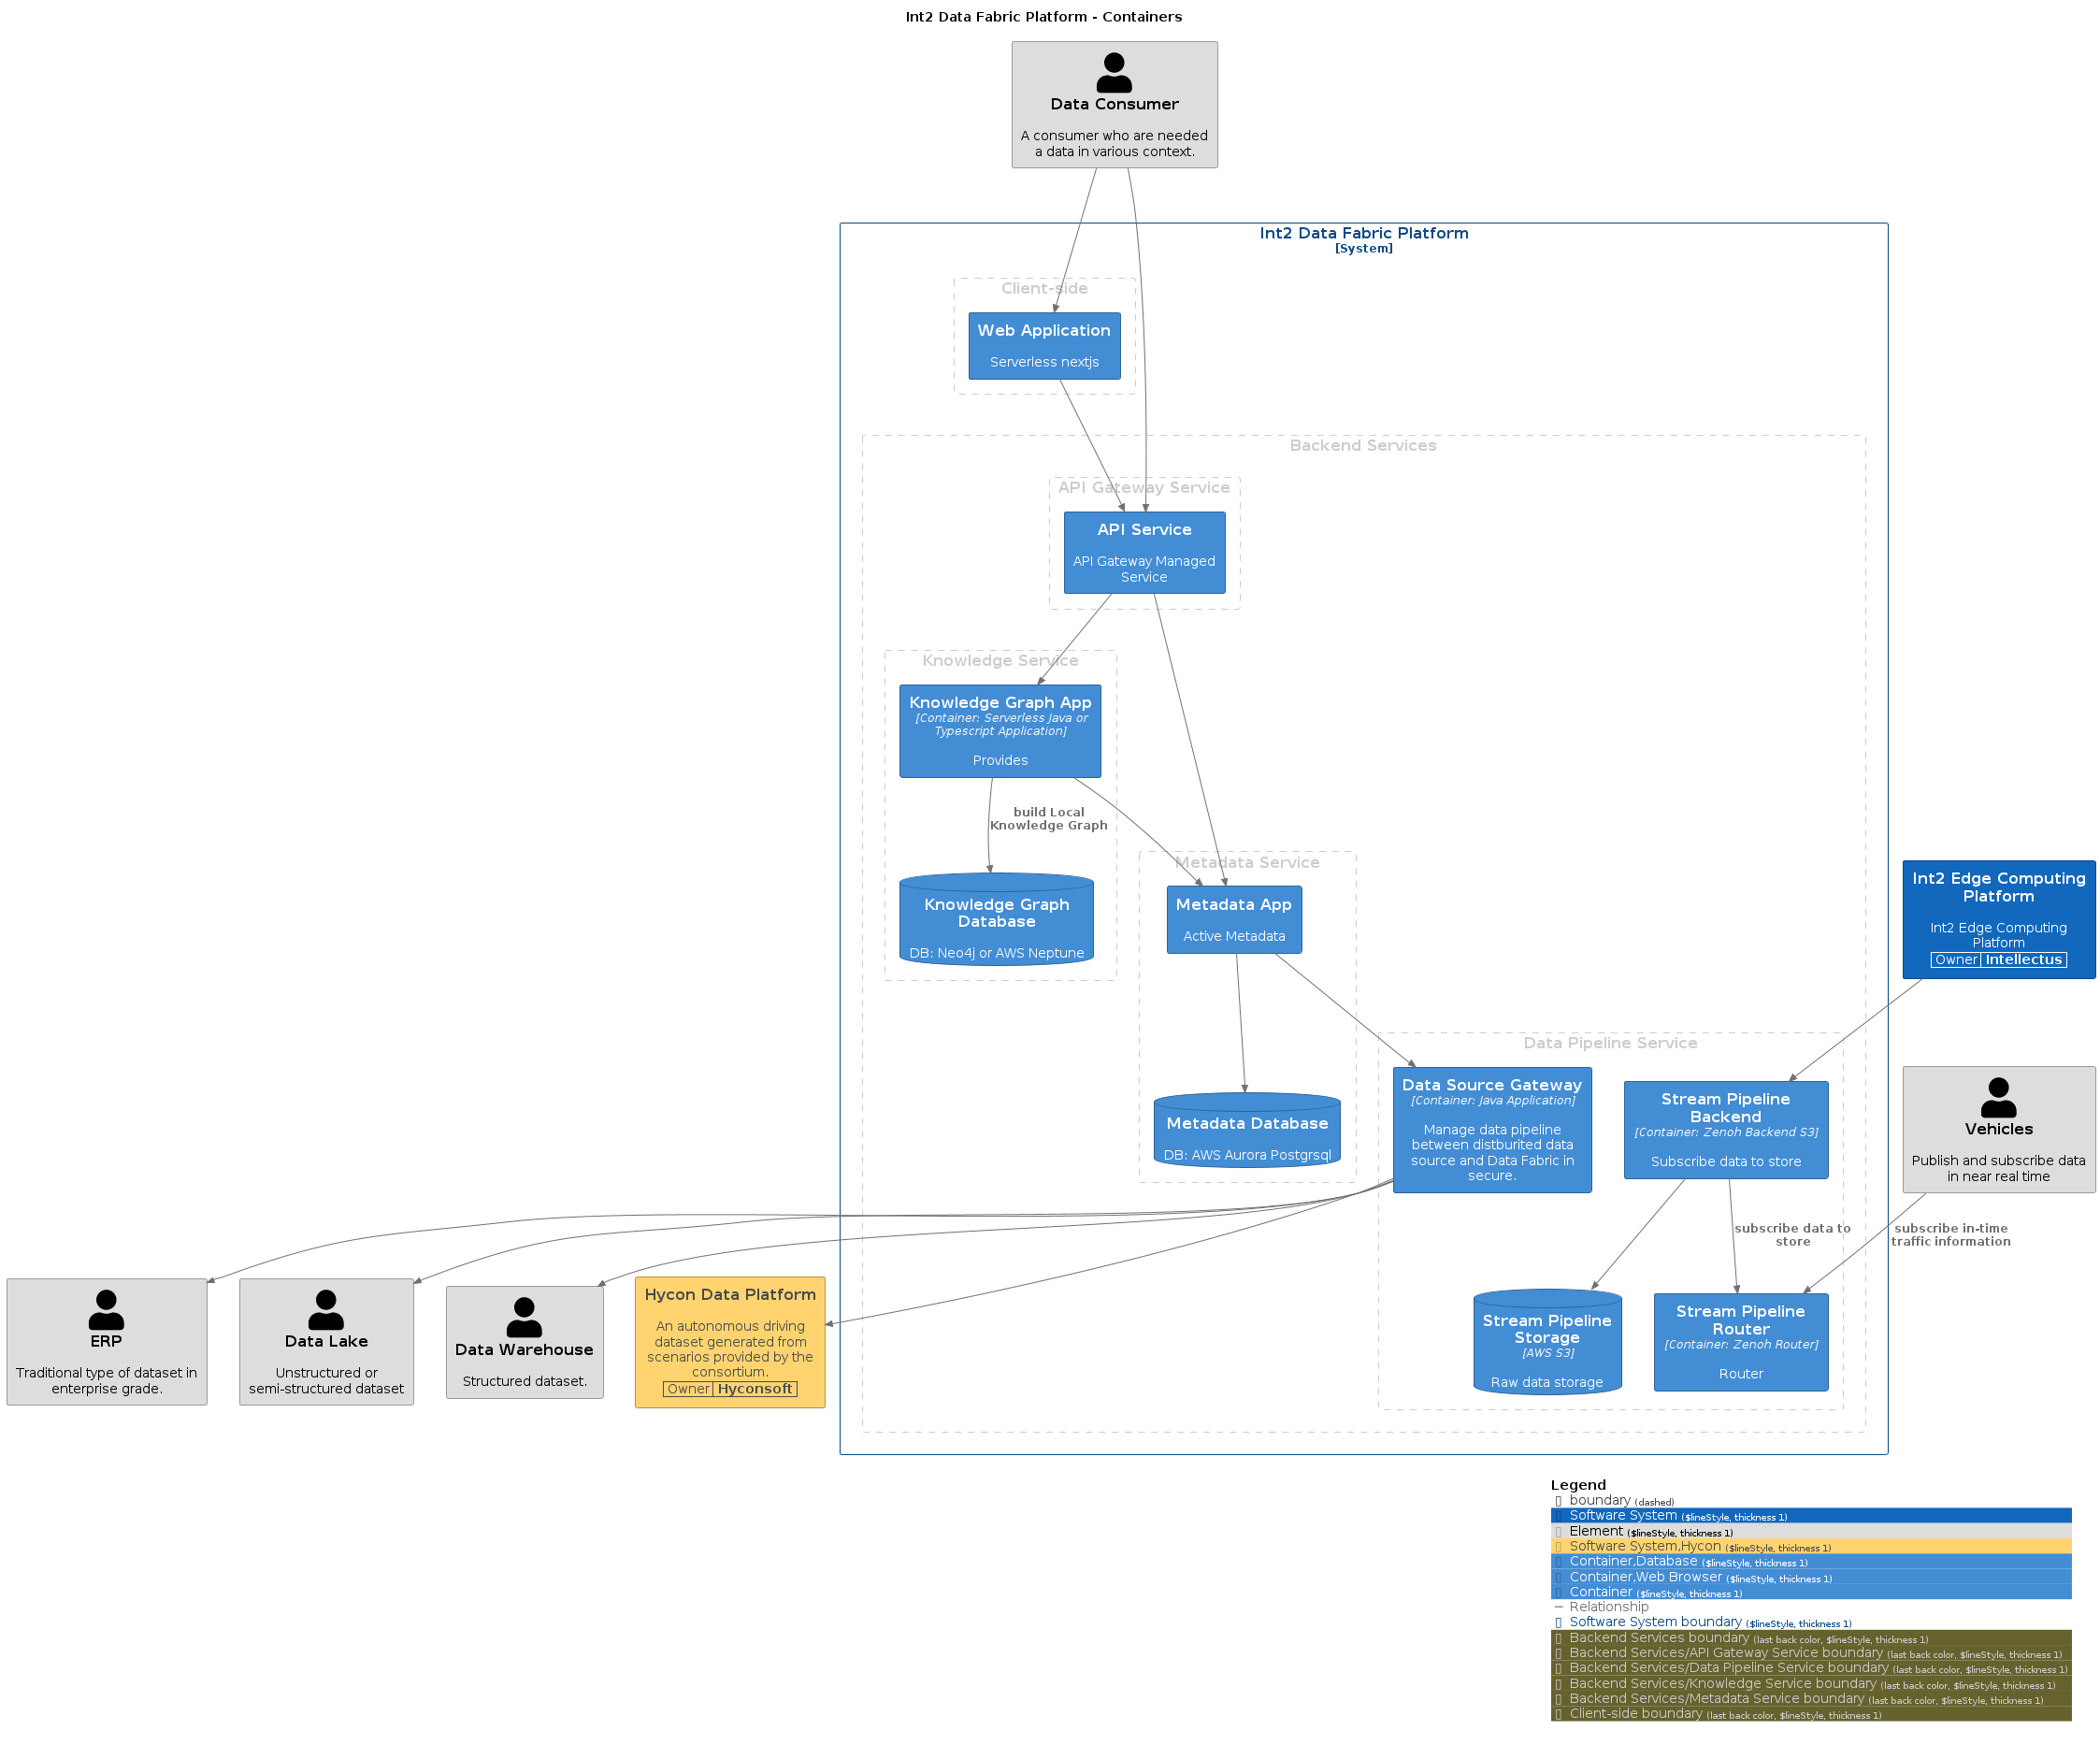 Int2 Data Fabric Platform - Containers
Data Consumer
A consumer who are needed
a data in various context.
Int2 Data Fabric Platform
[System]
Client-side
Web Application
Serverless nextjs
Backend Services
API Gateway Service
API Service
API Gateway Managed
Service
Knowledge Service
Knowledge Graph App
[Container: Serverless Java or
Typescript Application]
Provides
build Local
Knowledge Graph
Knowledge Graph
Database
DB: Neo4j or AWS Neptune
Metadata Service
Metadata App
Active Metadata
Metadata Database
DB: AWS Aurora Postgrsql
Int2 Edge Computing
Platform
Int2 Edge Computing
Platform
Owner Intellectus
Data Pipeline Service
Data Source Gateway
[Container: Java Application]
Manage data pipeline
between distburited data
source and Data Fabric in
secure.
Stream Pipeline
Backend
[Container: Zenoh Backend S3]
Subscribe data to store
Vehicles
Publish and subscribe data
in near real time
subscribe data to
store
subscribe in-time
traffic information
ERP
Traditional type of dataset in
enterprise grade.
Data Lake
Unstructured or
semi-structured dataset
Data Warehouse
Structured dataset.
Hycon Data Platform
An autonomous driving
dataset generated from
scenarios provided by the
consortium.
Owner Hyconsoft
Stream Pipeline
Storage
[AWS S3]
Raw data storage
Stream Pipeline
Router
[Container: Zenoh Router]
Router
Legend
boundary (dashed)
Software System ($lineStyle, thickness 1)
Element ($lineStyle, thickness 1)
Software System,Hycon ($lineStyle, thickness 1)
Container,Database ($lineStyle, thickness 1)
Container,Web Browser ($lineStyle, thickness 1)
Container ($lineStyle, thickness 1)
Relationship
Software System boundary ($lineStyle, thickness 1)
Backend Services boundary (last back color, $lineStyle, thickness 1)
Backend Services/API Gateway Service boundary (last back color, $lineStyle, thickness 1)
Backend Services/Data Pipeline Service boundary (last back color, $lineStyle, thickness 1)
Backend Services/Knowledge Service boundary (last back color, $lineStyle, thickness 1)
Backend Services/Metadata Service boundary (last back color, $lineStyle, thickness 1)
Client-side boundary (last back color, $lineStyle, thickness 1)